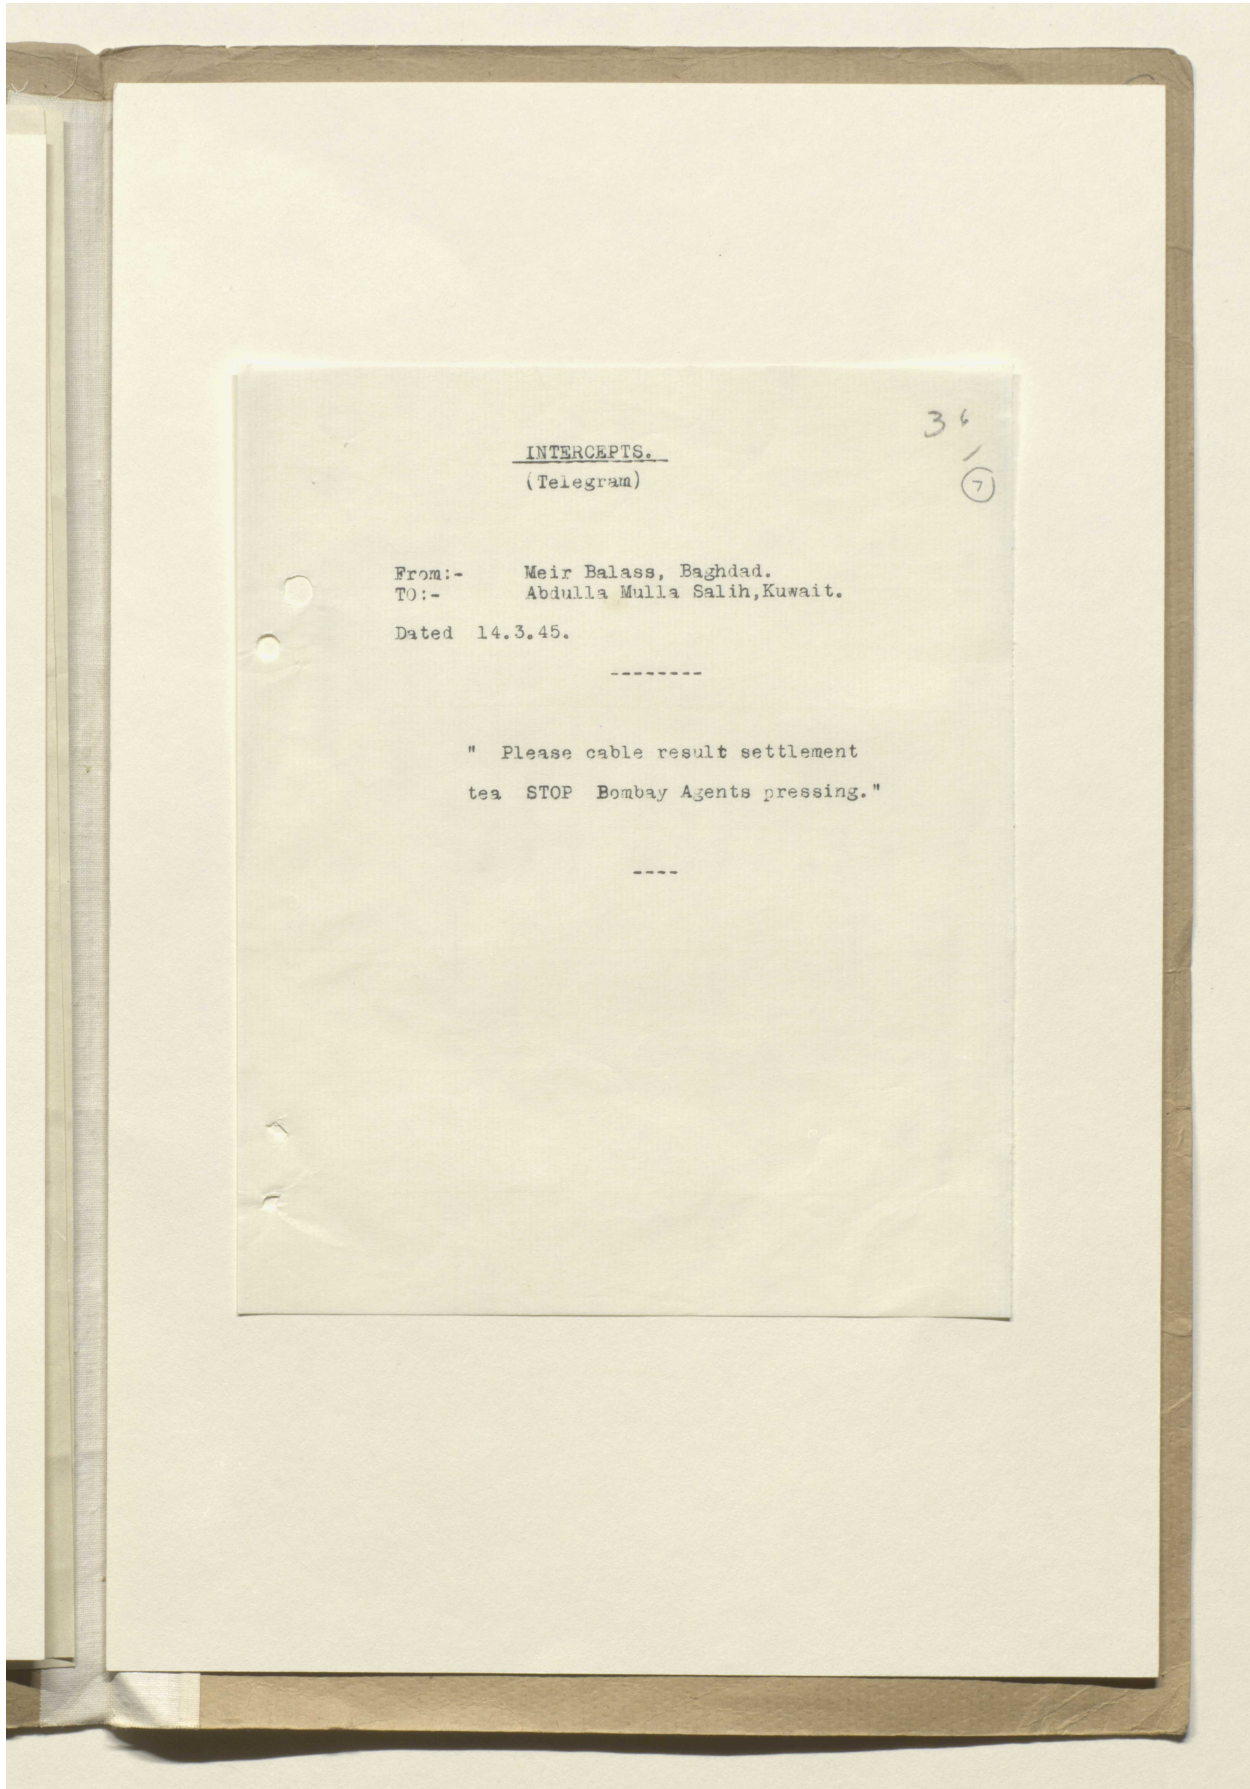 36
INTERCEPTS.
(Telegram)
7
From:- Meir Balass, Baghdad.
TO:- Abdulla Mulla Salih,Kuwait.
Dated 14.3.45.
--------
" Please cable result settlement
tea STOP Bombay Agents pressing."
----